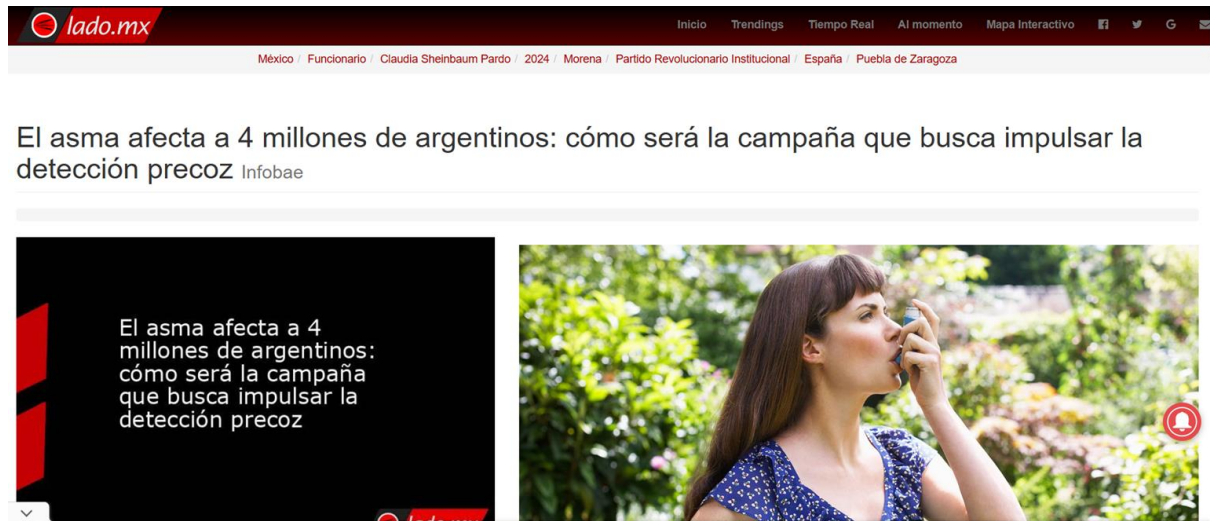 lado.mx
Inicio Trendings Tiempo Real Al momento Mapa Interactivo
México / Funcionario / Claudia Sheinbaum Pardo / 2024 / Morena / Partido Revolucionario Institucional / España / Puebla de Zaragoza
El asma afecta a 4 millones de argentinos: cómo será la campaña que busca impulsar la
detección precoz Infobae
El asma afecta a 4
millones de argentinos:
cómo será la campaña
que busca impulsar la
detección precoz
lado.mx